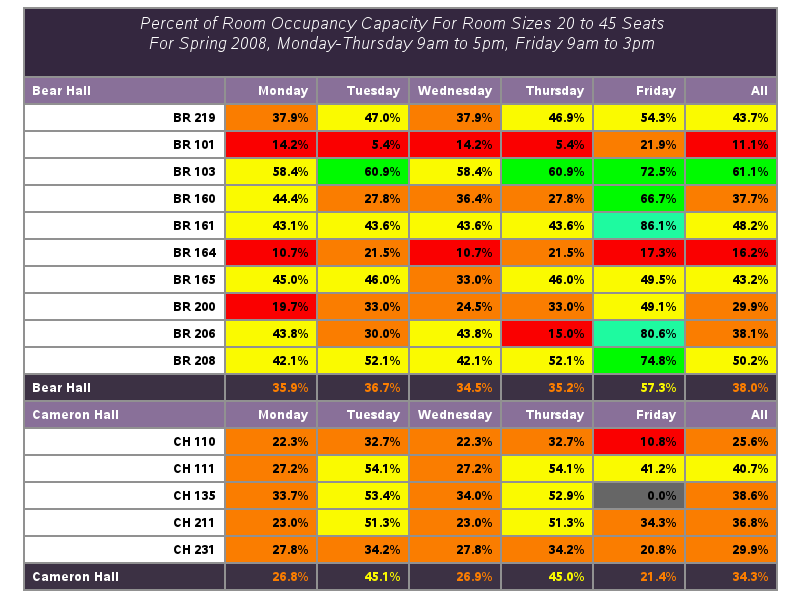 Percent of Room Occupancy Capacity For Room Sizes 20 to 45 Seats
For Spring 2008, Monday-Thursday 9am to 5pm, Friday 9am to 3pm
Bear Hall Monday Tuesday Wednesday Thursday Friday All
BR 219 37.9% 47.0% 37.9% 46.9% 54.3% 43.7%
BR 101 14.2% 5.4% 14.2% 5.4% 21.9% 11.1%
BR 103 58.4% 60.9% 58.4% 60.9% 72.5% 61.1%
BR 160 44.4% 27.8% 36.4% 27.8% 66.7% 37.7%
BR 161 43.1% 43.6% 43.6% 43.6% 86.1% 48.2%
BR 164 10.7% 21.5% 10.7% 21.5% 17.3% 16.2%
BR 165 45.0% 46.0% 33.0% 46.0% 49.5% 43.2%
BR 200 19.7% 33.0% 24.5% 33.0% 49.1% 29.9%
BR 206 43.8% 30.0% 43.8% 15.0% 80.6% 38.1%
BR 208 42.1% 52.1% 42.1% 52.1% 74.8% 50.2%
Bear Hall 35.9% 36.7% 34.5% 35.2% 57.3% 38.0%
Cameron Hall Monday Tuesday Wednesday Thursday Friday All
CH 110 22.3% 32.7% 22.3% 32.7% 10.8% 25.6%
CH 111 27.2% 54.1% 27.2% 54.1% 41.2% 40.7%
CH 135 33.7% 53.4% 34.0% 52.9% 0.0% 38.6%
CH 211 23.0% 51.3% 23.0% 51.3% 34.3% 36.8%
CH 231 27.8% 34.2% 27.8% 34.2% 20.8% 29.9%
Cameron Hall 26.8% 45.1% 26.9% 45.0% 21.4% 34.3%